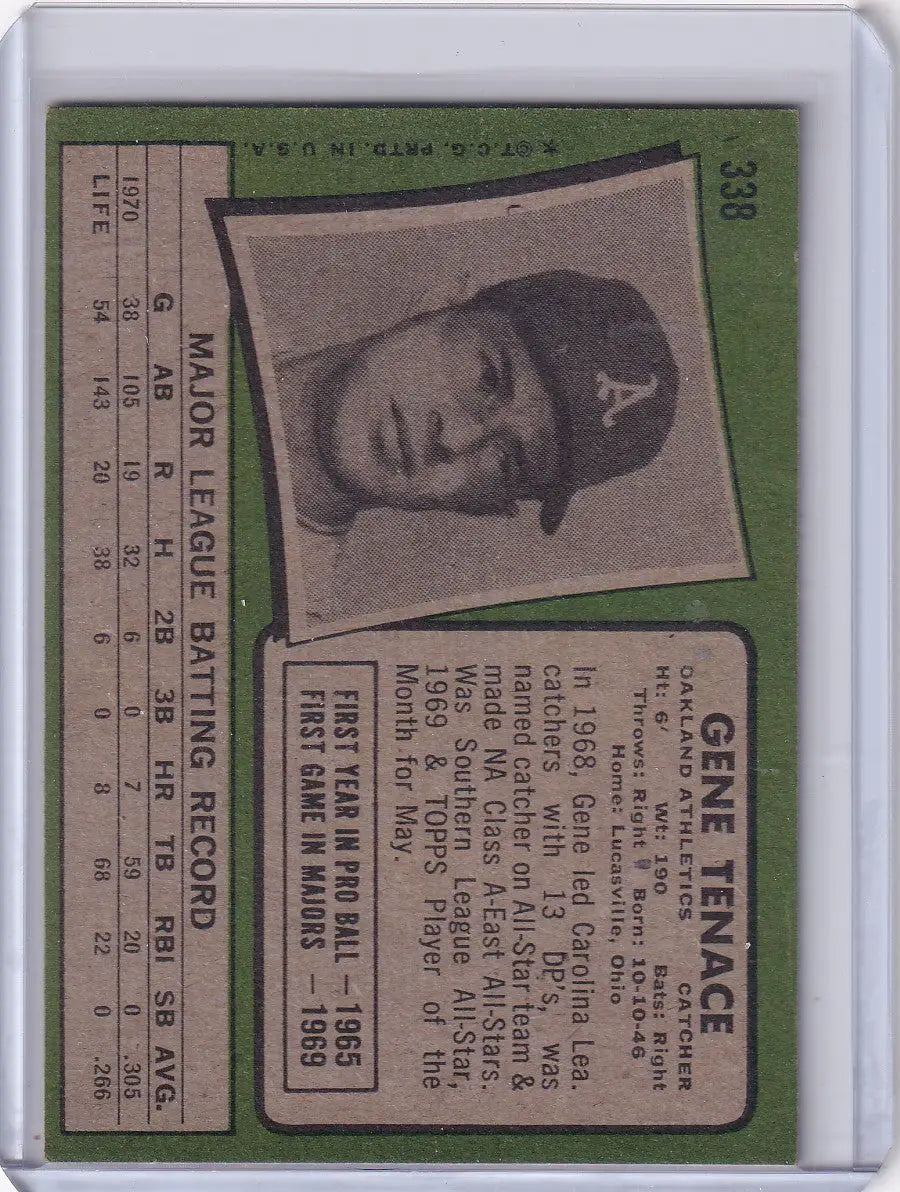 338
A
★©T.C.G. PRTD. IN U.S.A.
GENE TENACE
OAKLAND ATHLETICS CATCHER
Ht: 6' Wt: 190 Bats: Right
Throws: Right Born: 10-10-46
Home: Lucasville, Ohio
In 1968, Gene led Carolina Lea.
catchers with 13 DP's, was
named catcher on All-Star team &
made NA Class A-East All-Stars.
Was Southern League All-Star,
1969 & TOPPS Player of the
Month for May.
FIRST YEAR IN PRO BALL — 1965
FIRST GAME IN MAJORS — 1969
MAJOR LEAGUE BATTING RECORD
G AB R H 2B 3B HR TB RBI SB AVG.
1970 38 105 19 32 6 0 7 59 20 0 .305
LIFE 54 143 20 38 6 0 8 68 22 0 .266